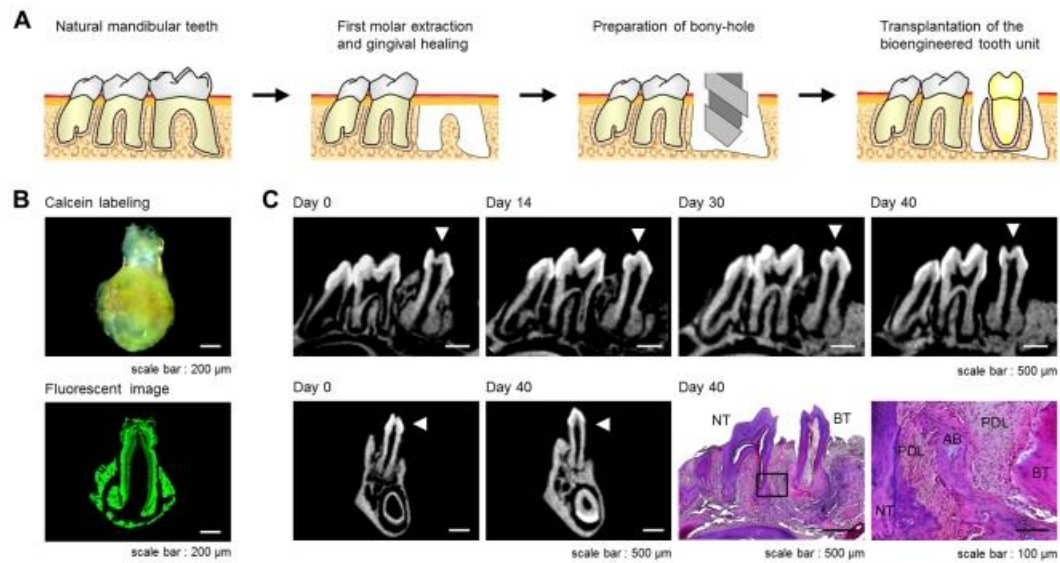 A
Natural mandibular teeth
First molar extraction
and gingival healing
Preparation of bony-hole
Transplantation of the
bioengineered tooth unit
B
Calcein labeling
scale bar : 200 µm
Fluorescent image
scale bar : 200 µm
C
Day 0
Day 14
Day 30
Day 40
scale bar : 500 µm
Day 0
Day 40
scale bar : 500 µm
Day 40
NT
BT
scale bar : 500 µm
PDL
PDL
AB
BT
NT
scale bar : 100 µm